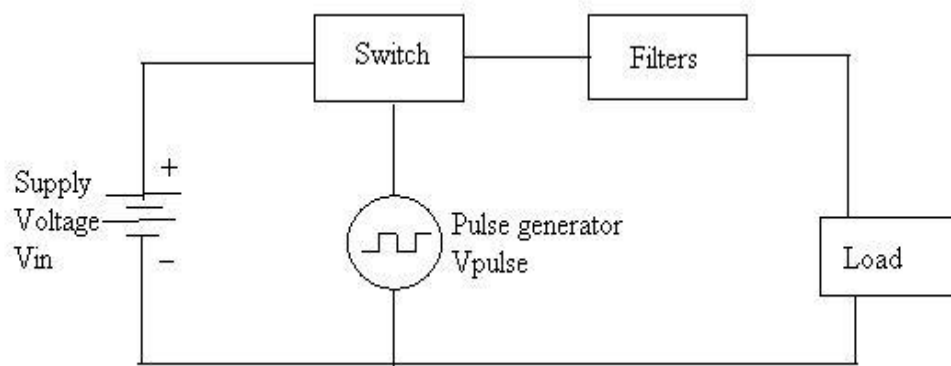 Switch
Filters
+
Supply
Voltage
Vin
−
Pulse generator
Vpulse
Load